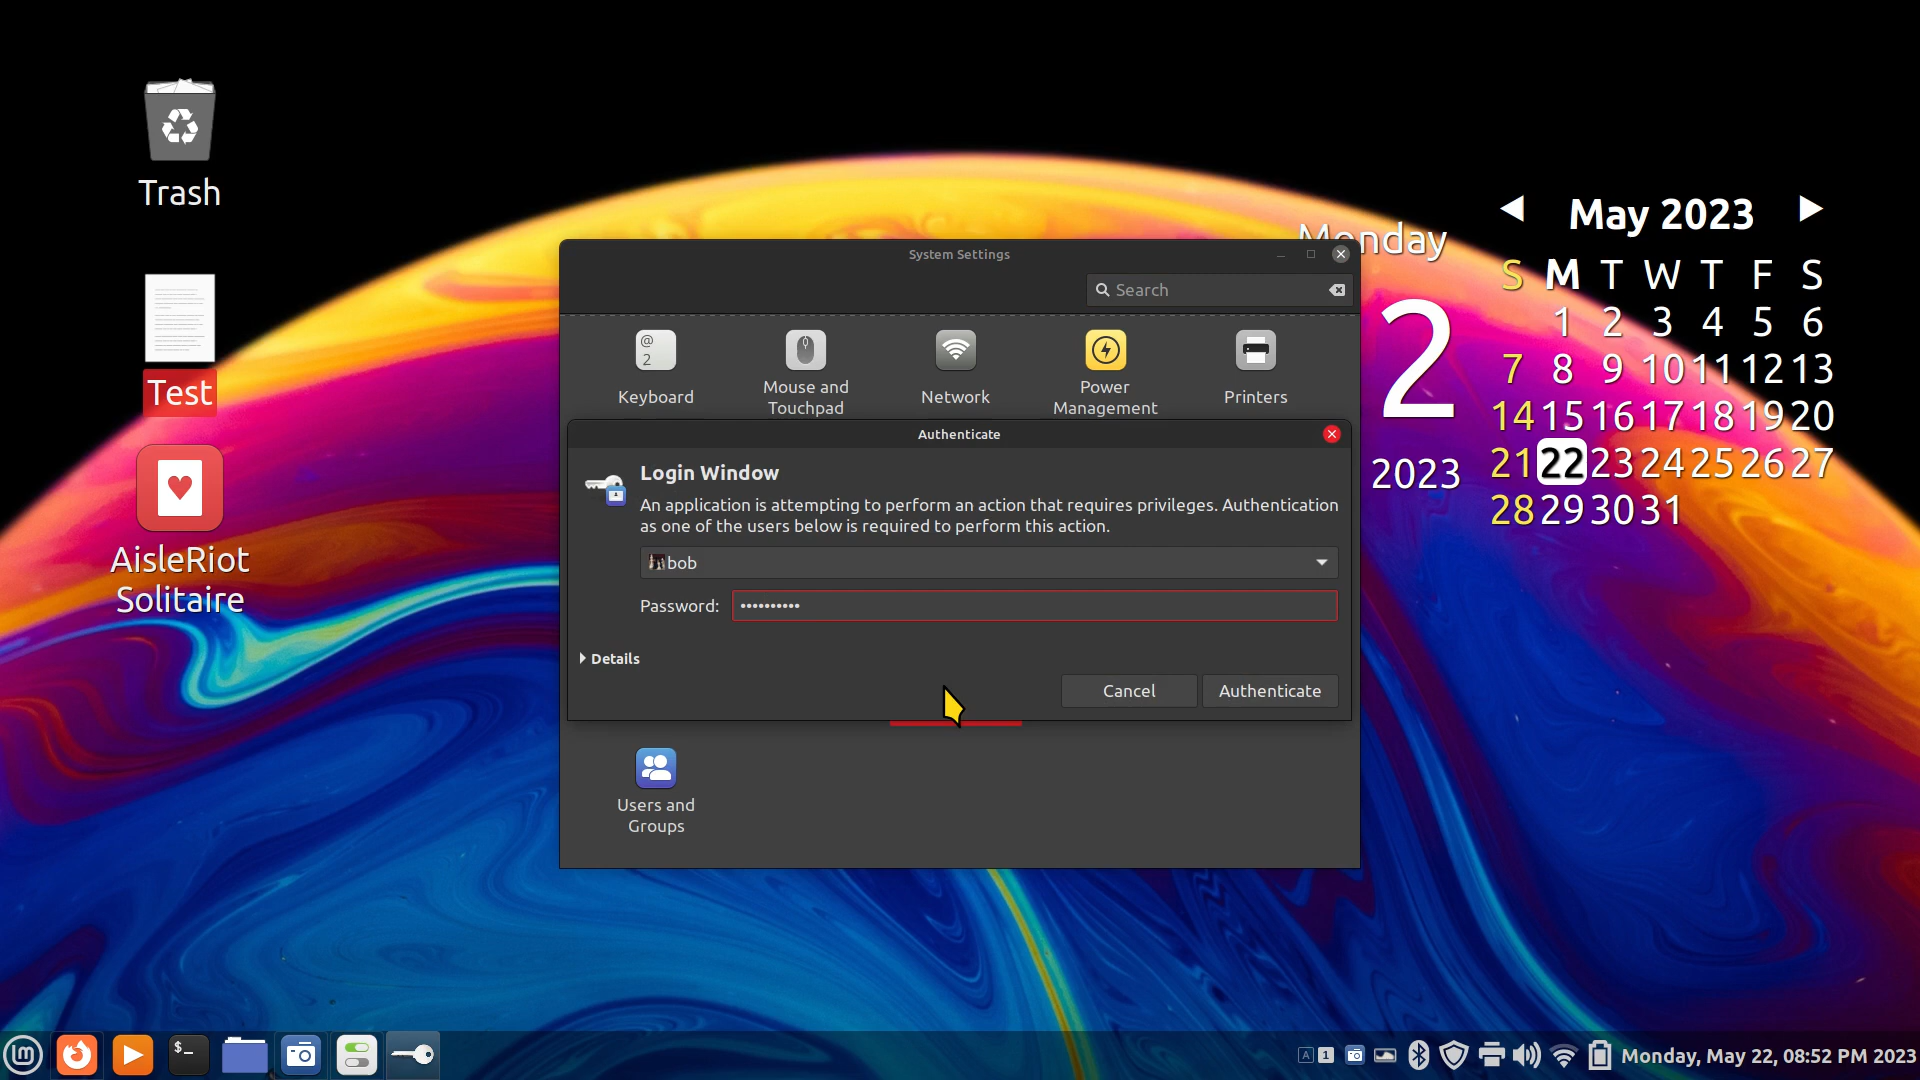 Trash
Test
AisleRiot
Solitaire
System Settings
Search
@
2
Keyboard
Mouse and
Touchpad
Network
Power
Management
Printers
Authenticate
Login Window
An application is attempting to perform an action that requires privileges. Authentication
as one of the users below is required to perform this action.
bob
Password: ••••••••••
Details
Cancel
Authenticate
Users and
Groups
Monday
2
2023
May 2023
S M T W T F S
1 2 3 4 5 6
7 8 9 10 11 12 13
14 15 16 17 18 19 20
21 22 23 24 25 26 27
28 29 30 31
lm
$_
A 1
Monday, May 22, 08:52 PM 2023